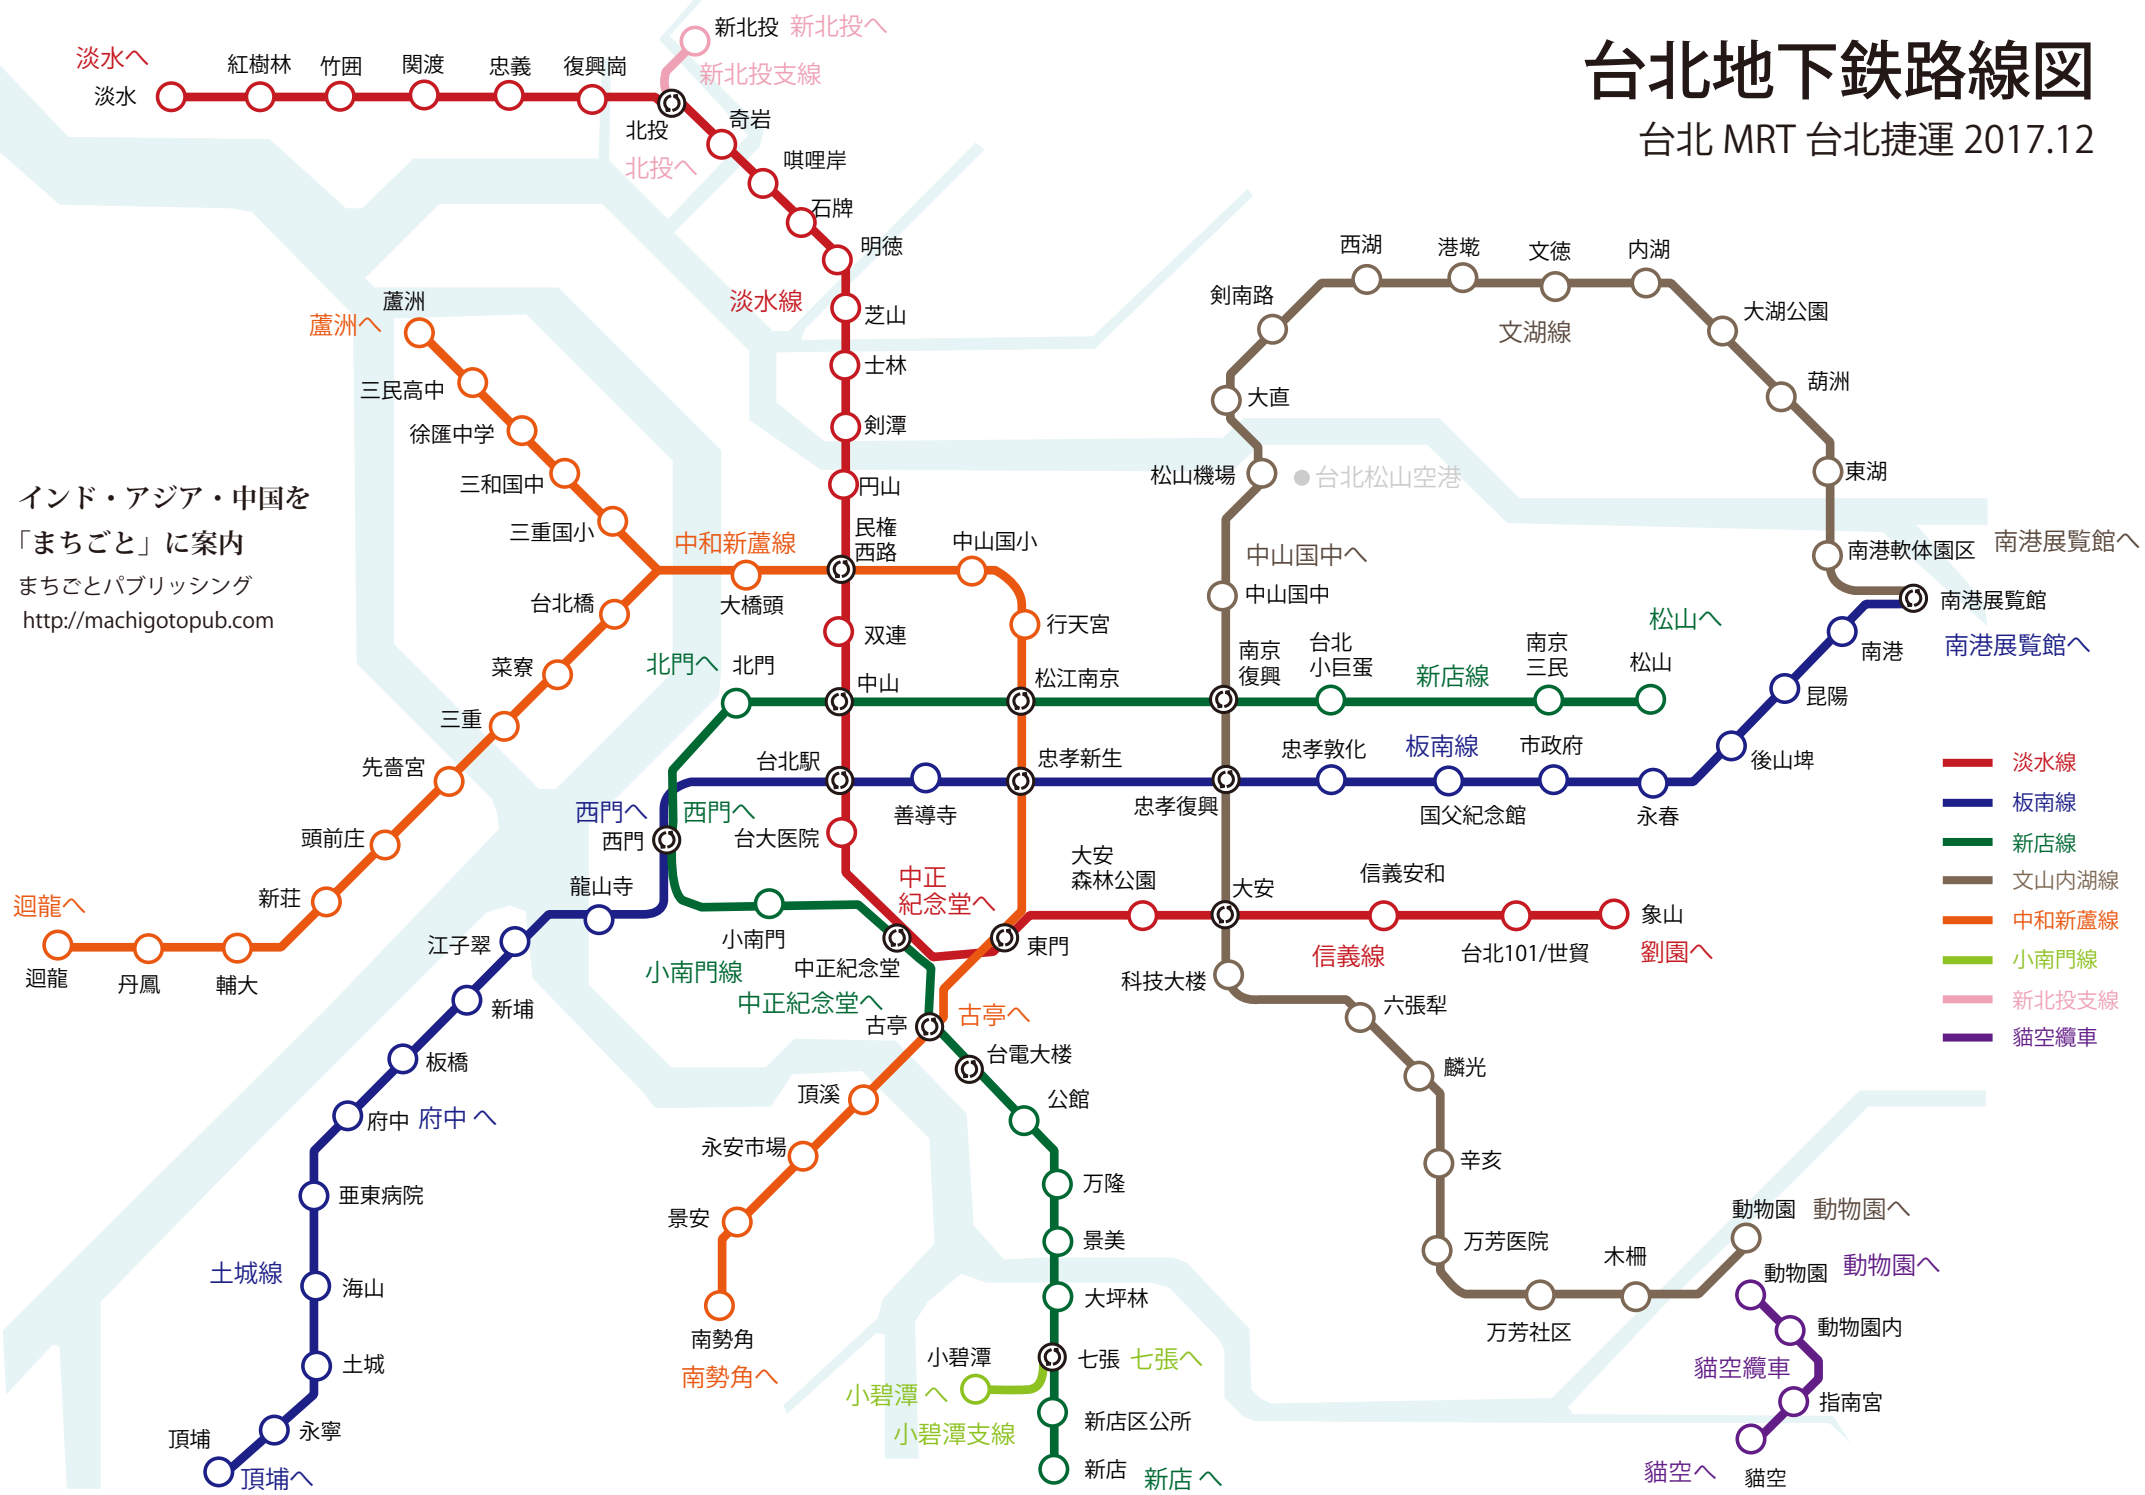 台北地下鉄路線図
台北 MRT 台北捷運 2017.12
新北投 新北投へ
新北投支線
淡水へ
淡水
紅樹林
竹囲
関渡
忠義
復興崗
北投
北投へ
奇岩
唭哩岸
石牌
明徳
淡水線
芝山
士林
剣潭
円山
民権
西路
双連
中山
台北駅
台大医院
中正
紀念堂へ
蘆洲
蘆洲へ
三民高中
徐匯中学
三和国中
三重国小
中和新蘆線
大橋頭
中山国小
行天宮
松江南京
忠孝新生
台北橋
菜寮
三重
先嗇宮
頭前庄
新荘
迴龍へ
迴龍
丹鳳
輔大
インド・アジア・中国を
「まちごと」に案内
まちごとパブリッシング
http://machigotopub.com
西湖
港墘
文徳
内湖
剣南路
文湖線
大湖公園
大直
葫洲
松山機場
台北松山空港
東湖
南港軟体園区
南港展覧館へ
南港展覧館
南港展覧館へ
中山国中へ
中山国中
南京
復興
台北
小巨蛋
新店線
南京
三民
松山
松山へ
南港
昆陽
後山埤
北門へ
北門
忠孝敦化
板南線
市政府
忠孝復興
国父紀念館
永春
善導寺
西門へ
西門へ
西門
龍山寺
江子翠
新埔
板橋
府中
府中 へ
亜東病院
土城線
海山
土城
永寧
頂埔
頂埔へ
小南門
小南門線
中正紀念堂
中正紀念堂へ
東門
大安
森林公園
大安
信義安和
信義線
台北101/世貿
象山
劉園へ
科技大楼
六張犁
麟光
辛亥
万芳医院
万芳社区
木柵
動物園
動物園へ
古亭
古亭へ
台電大楼
公館
万隆
景美
大坪林
七張
七張へ
小碧潭
小碧潭 へ
小碧潭支線
新店区公所
新店
新店 へ
頂溪
永安市場
景安
南勢角
南勢角へ
動物園
動物園へ
動物園内
貓空纜車
指南宮
貓空へ
貓空
淡水線
板南線
新店線
文山内湖線
中和新蘆線
小南門線
新北投支線
貓空纜車